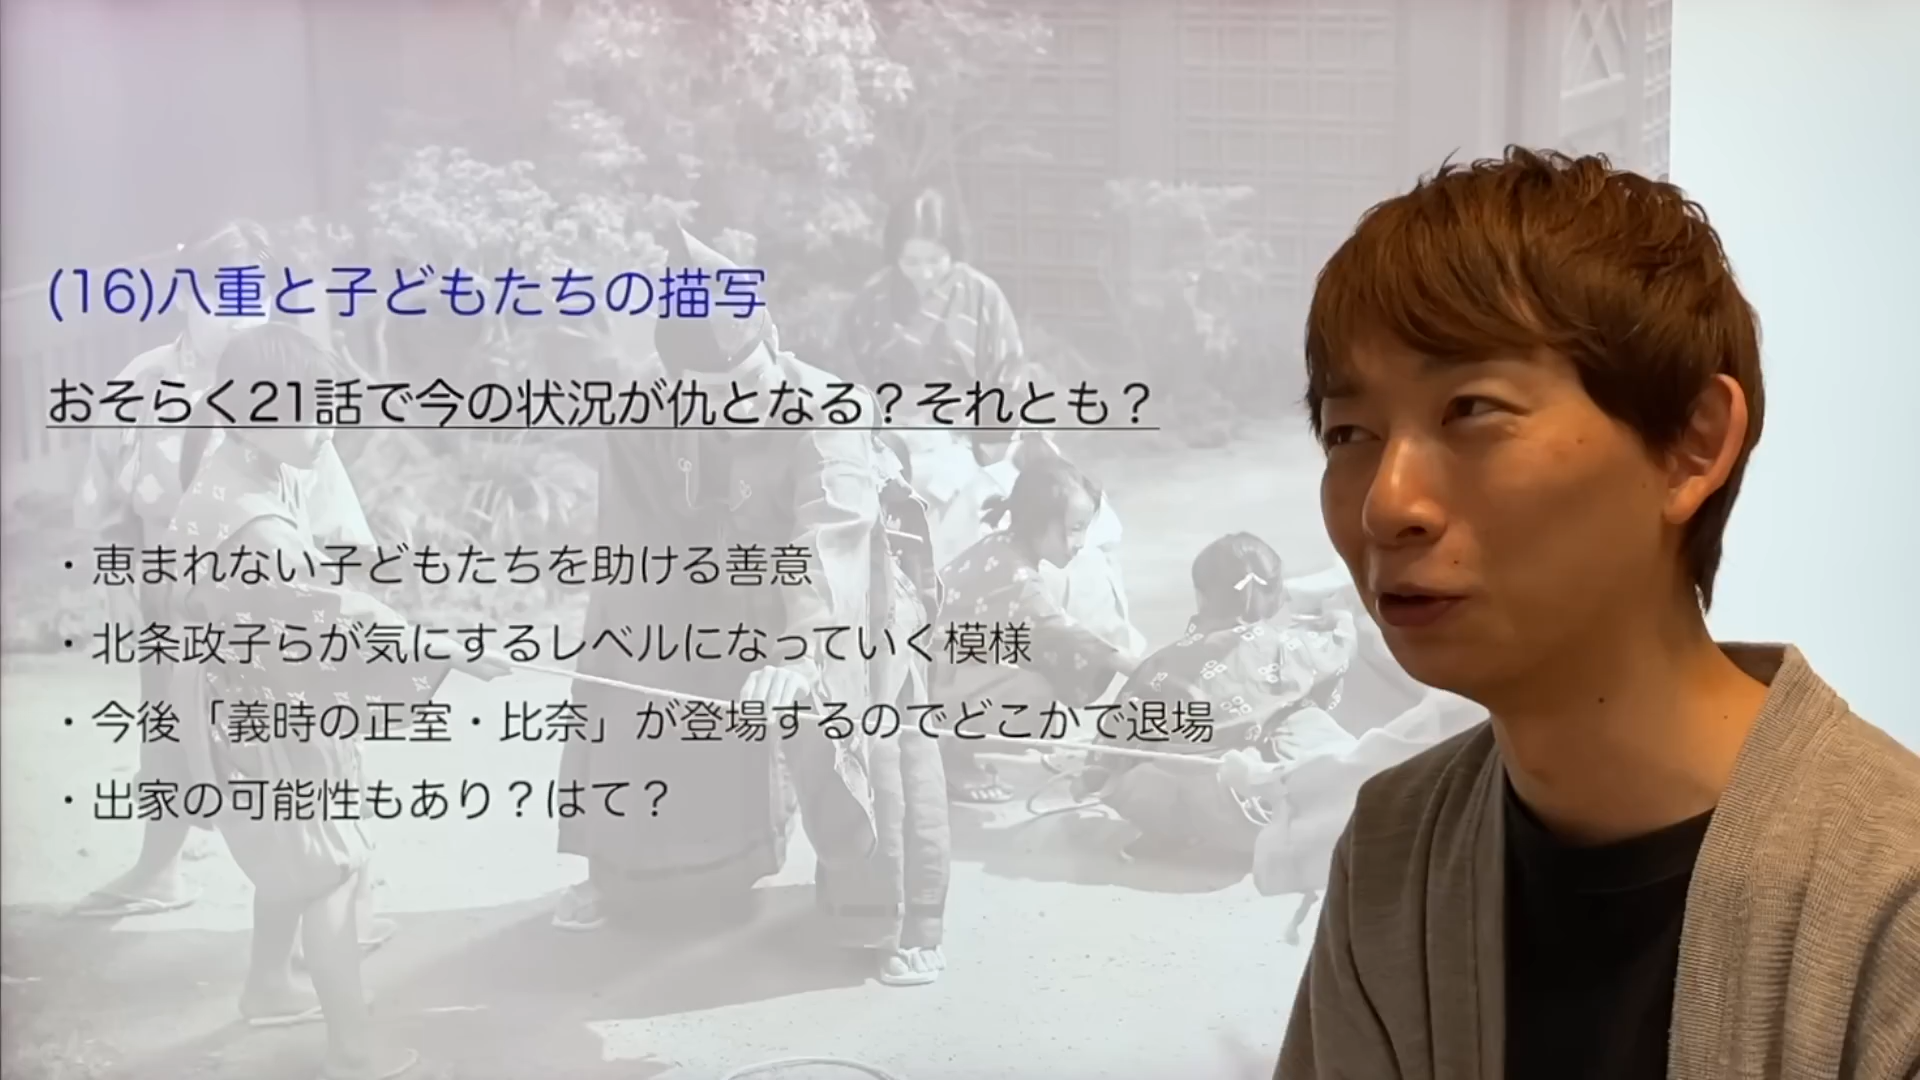 (16)八重と子どもたちの描写
おそらく21話で今の状況が仇となる？それとも？
・恵まれない子どもたちを助ける善意
・北条政子らが気にするレベルになっていく模様
・今後「義時の正室・比奈」が登場するのでどこかで退場
・出家の可能性もあり？はて？